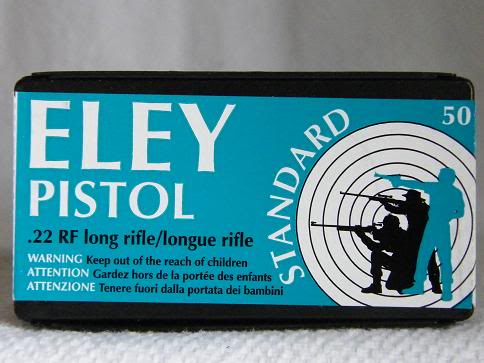 ELEY
PISTOL
.22 RF long rifle/longue rifle
WARNING Keep out of the reach of children
ATTENTION Gardez hors de la portée des enfants
ATTENZIONE Tenere fuori dalla portata dei bambini
STANDARD
50